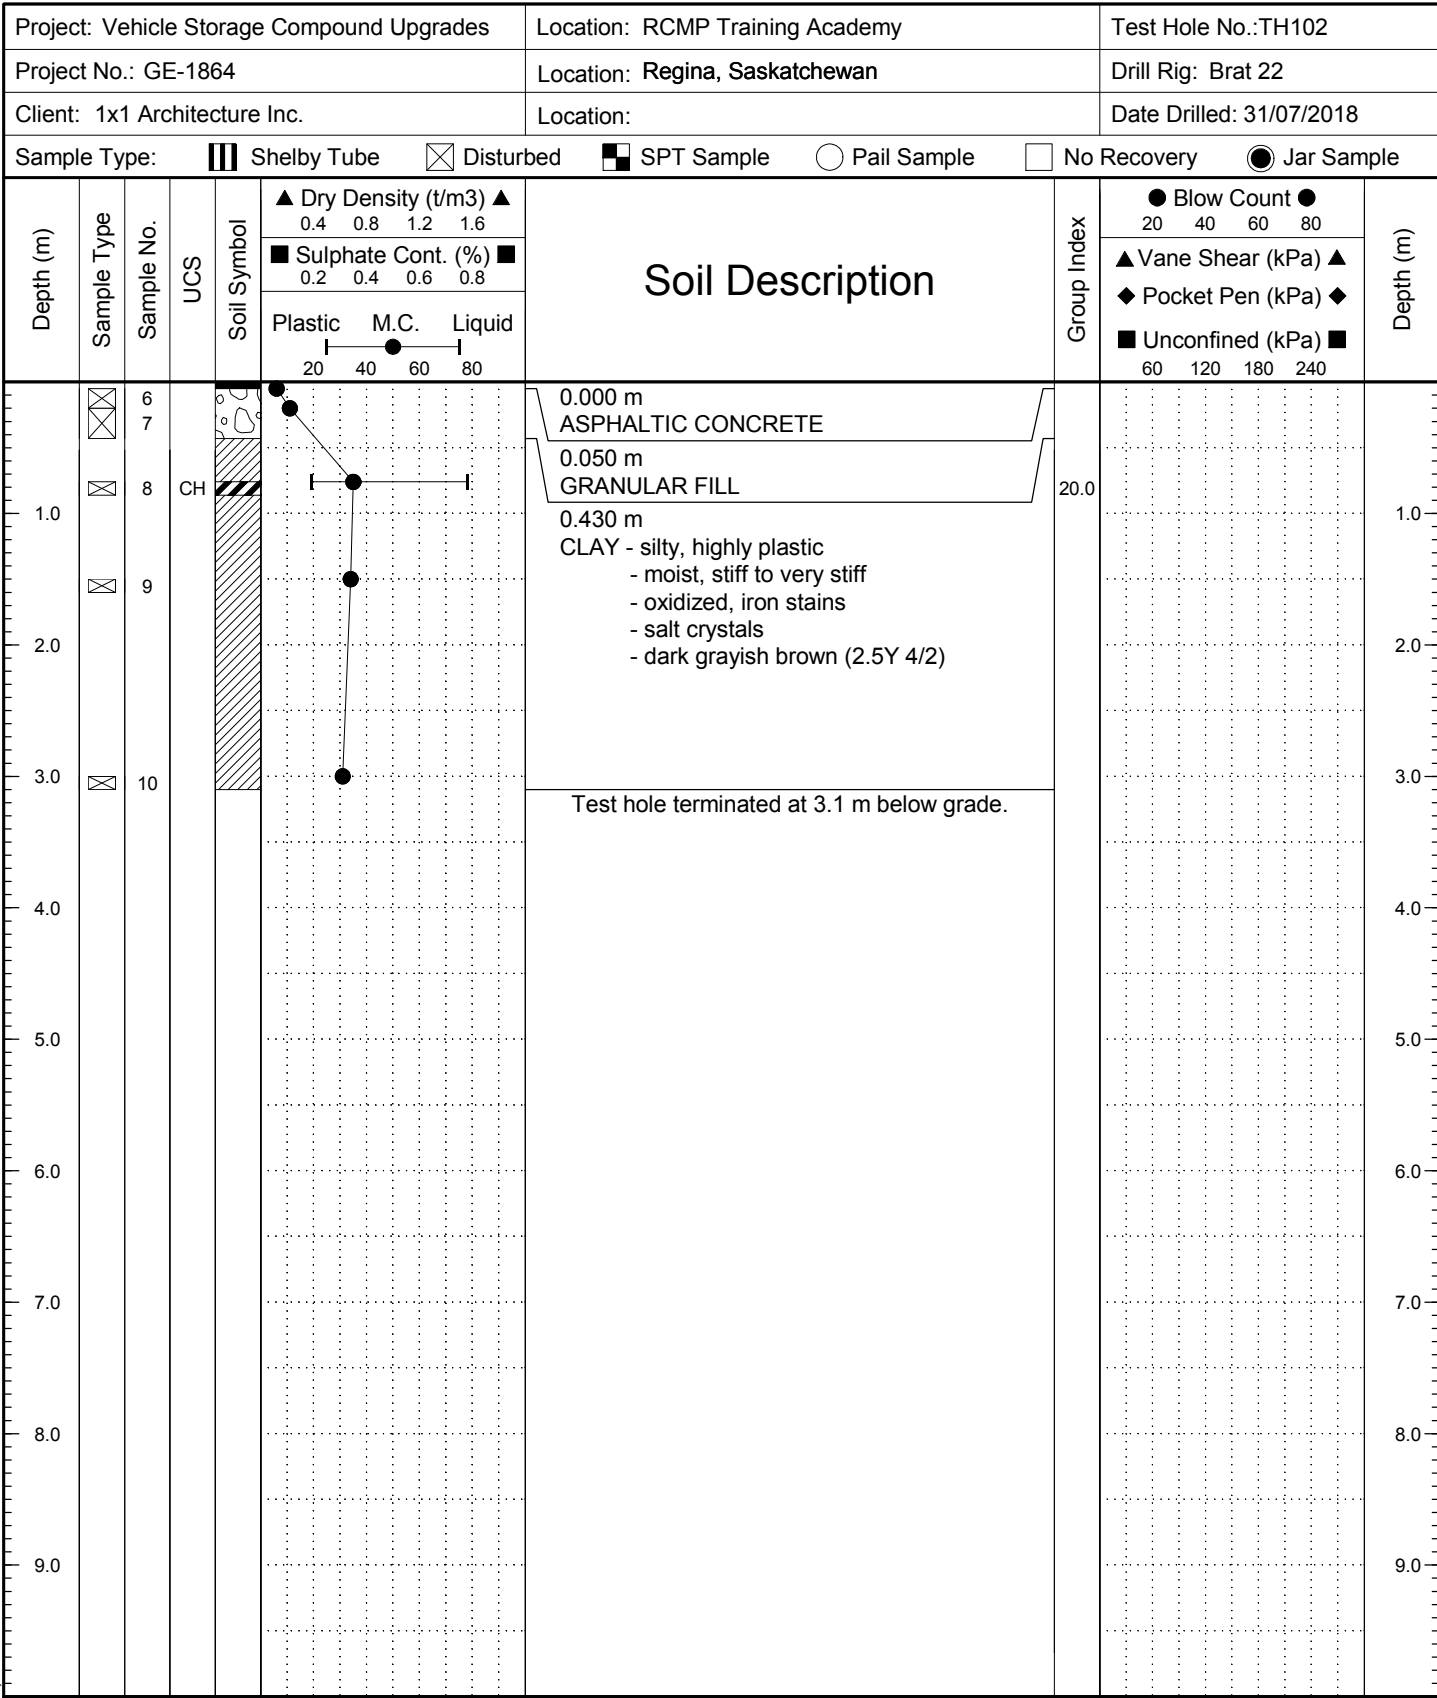 Project: Vehicle Storage Compound Upgrades Location: RCMP Training Academy Test Hole No.:TH102
Project No.: GE-1864 Location: Regina, Saskatchewan Drill Rig: Brat 22
Client: 1x1 Architecture Inc. Location: Date Drilled: 31/07/2018
Sample Type: Shelby Tube Disturbed SPT Sample Pail Sample No Recovery Jar Sample
Depth (m)
Sample Type
Sample No.
UCS
Soil Symbol
Dry Density (t/m3)
0.4 0.8 1.2 1.6
Sulphate Cont. (%)
0.2 0.4 0.6 0.8
Plastic M.C. Liquid
20 40 60 80
Soil Description
Group Index
Blow Count
20 40 60 80
Vane Shear (kPa)
Pocket Pen (kPa)
Unconfined (kPa)
60 120 180 240
Depth (m)
6 0.000 m
7 ASPHALTIC CONCRETE
0.050 m
8 CH GRANULAR FILL 20.0
1.0 0.430 m 1.0
CLAY - silty, highly plastic
9 - moist, stiff to very stiff
- oxidized, iron stains
- salt crystals
2.0 - dark grayish brown (2.5Y 4/2) 2.0
3.0 10 3.0
Test hole terminated at 3.1 m below grade.
4.0 4.0
5.0 5.0
6.0 6.0
7.0 7.0
8.0 8.0
9.0 9.0